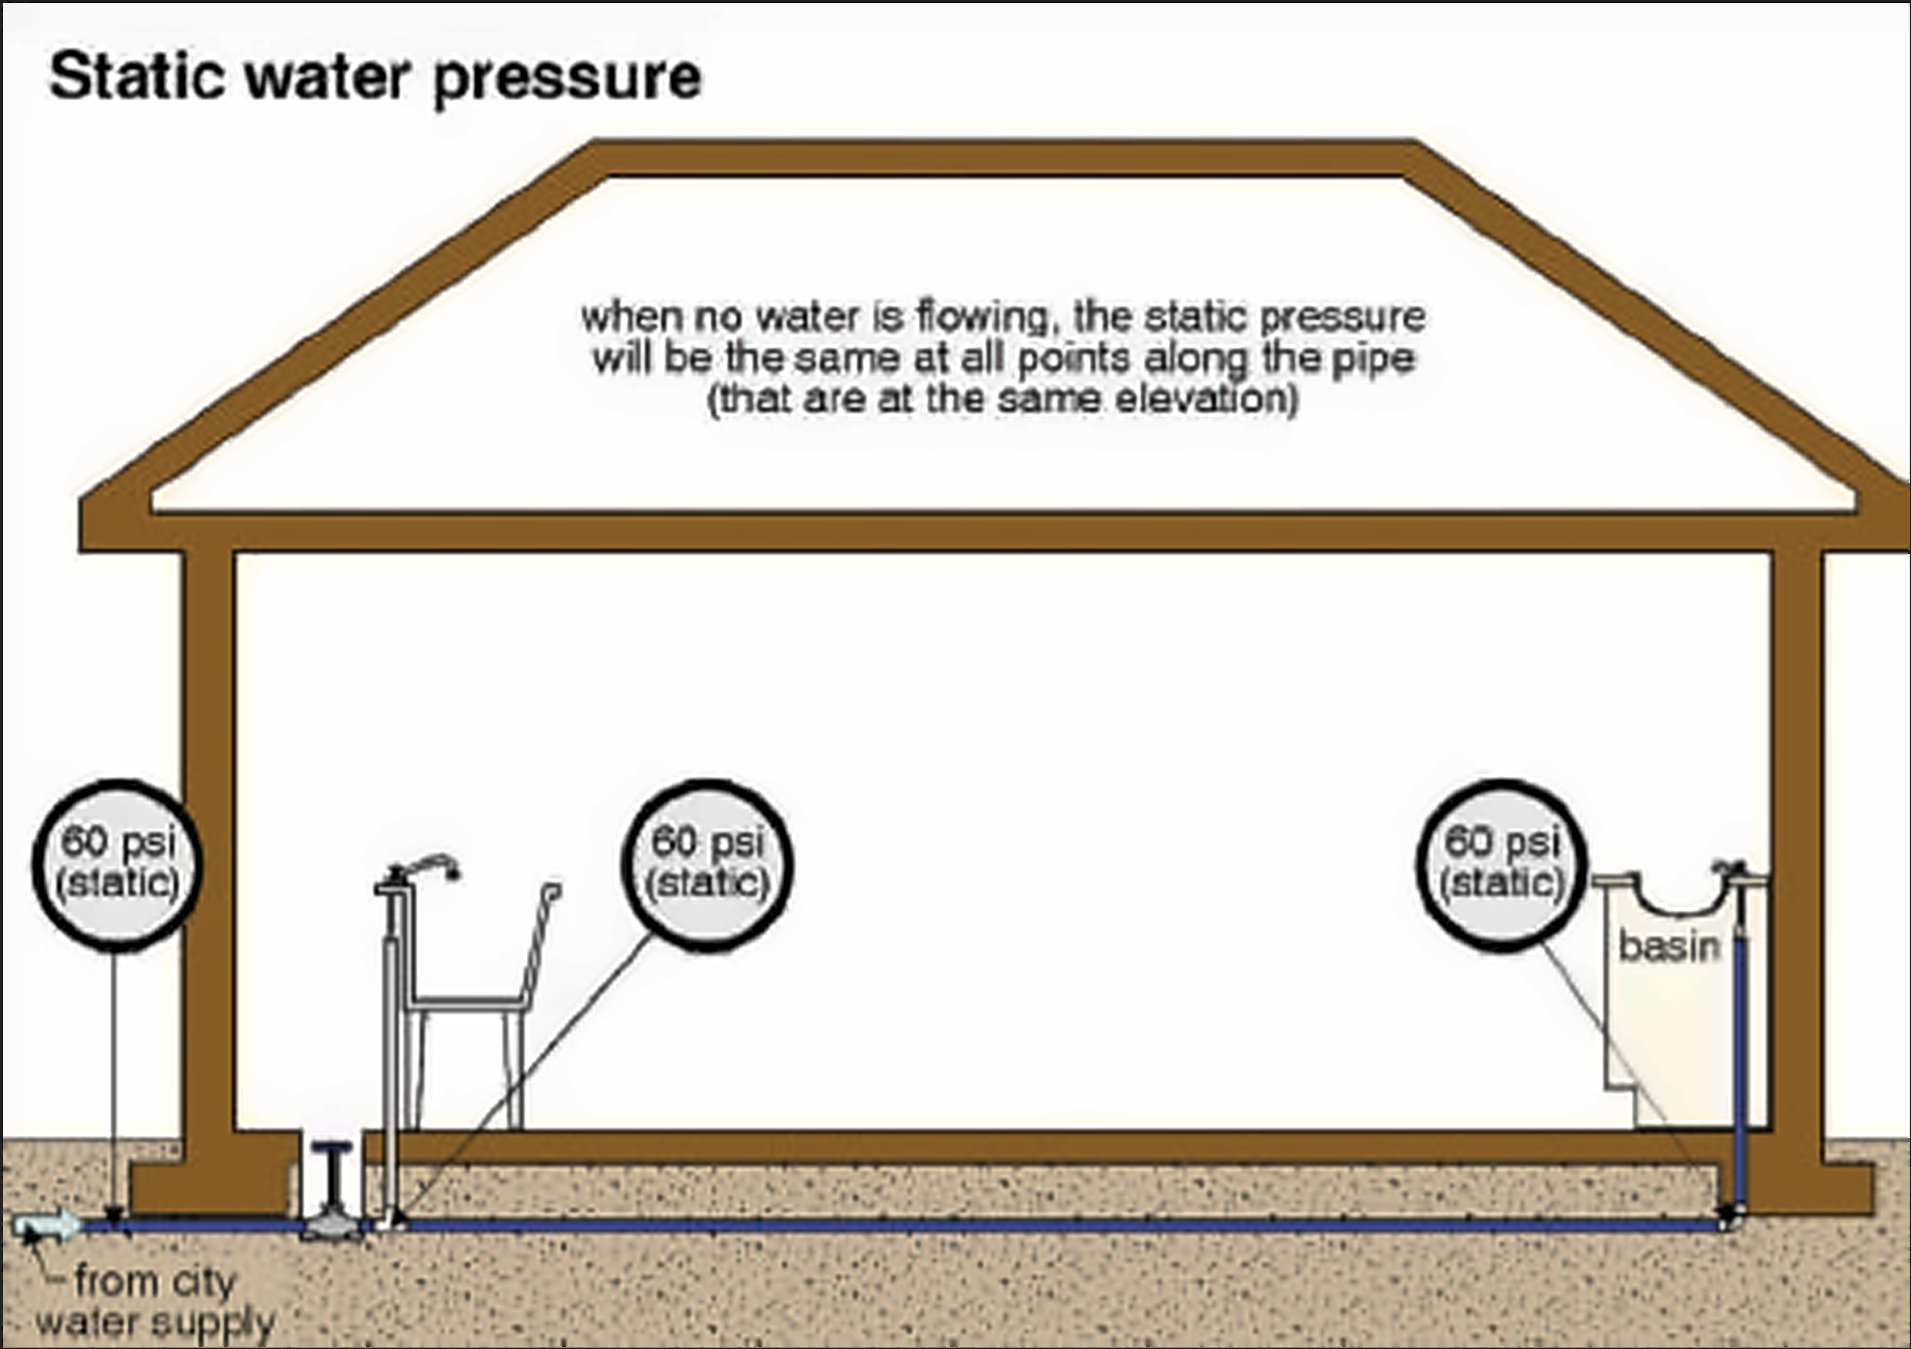 Static water pressure
when no water is flowing, the static pressure
will be the same at all points along the pipe
(that are at the same elevation)
60 psi
(static)
60 psi
(static)
60 psi
(static)
basin
from city
water supply